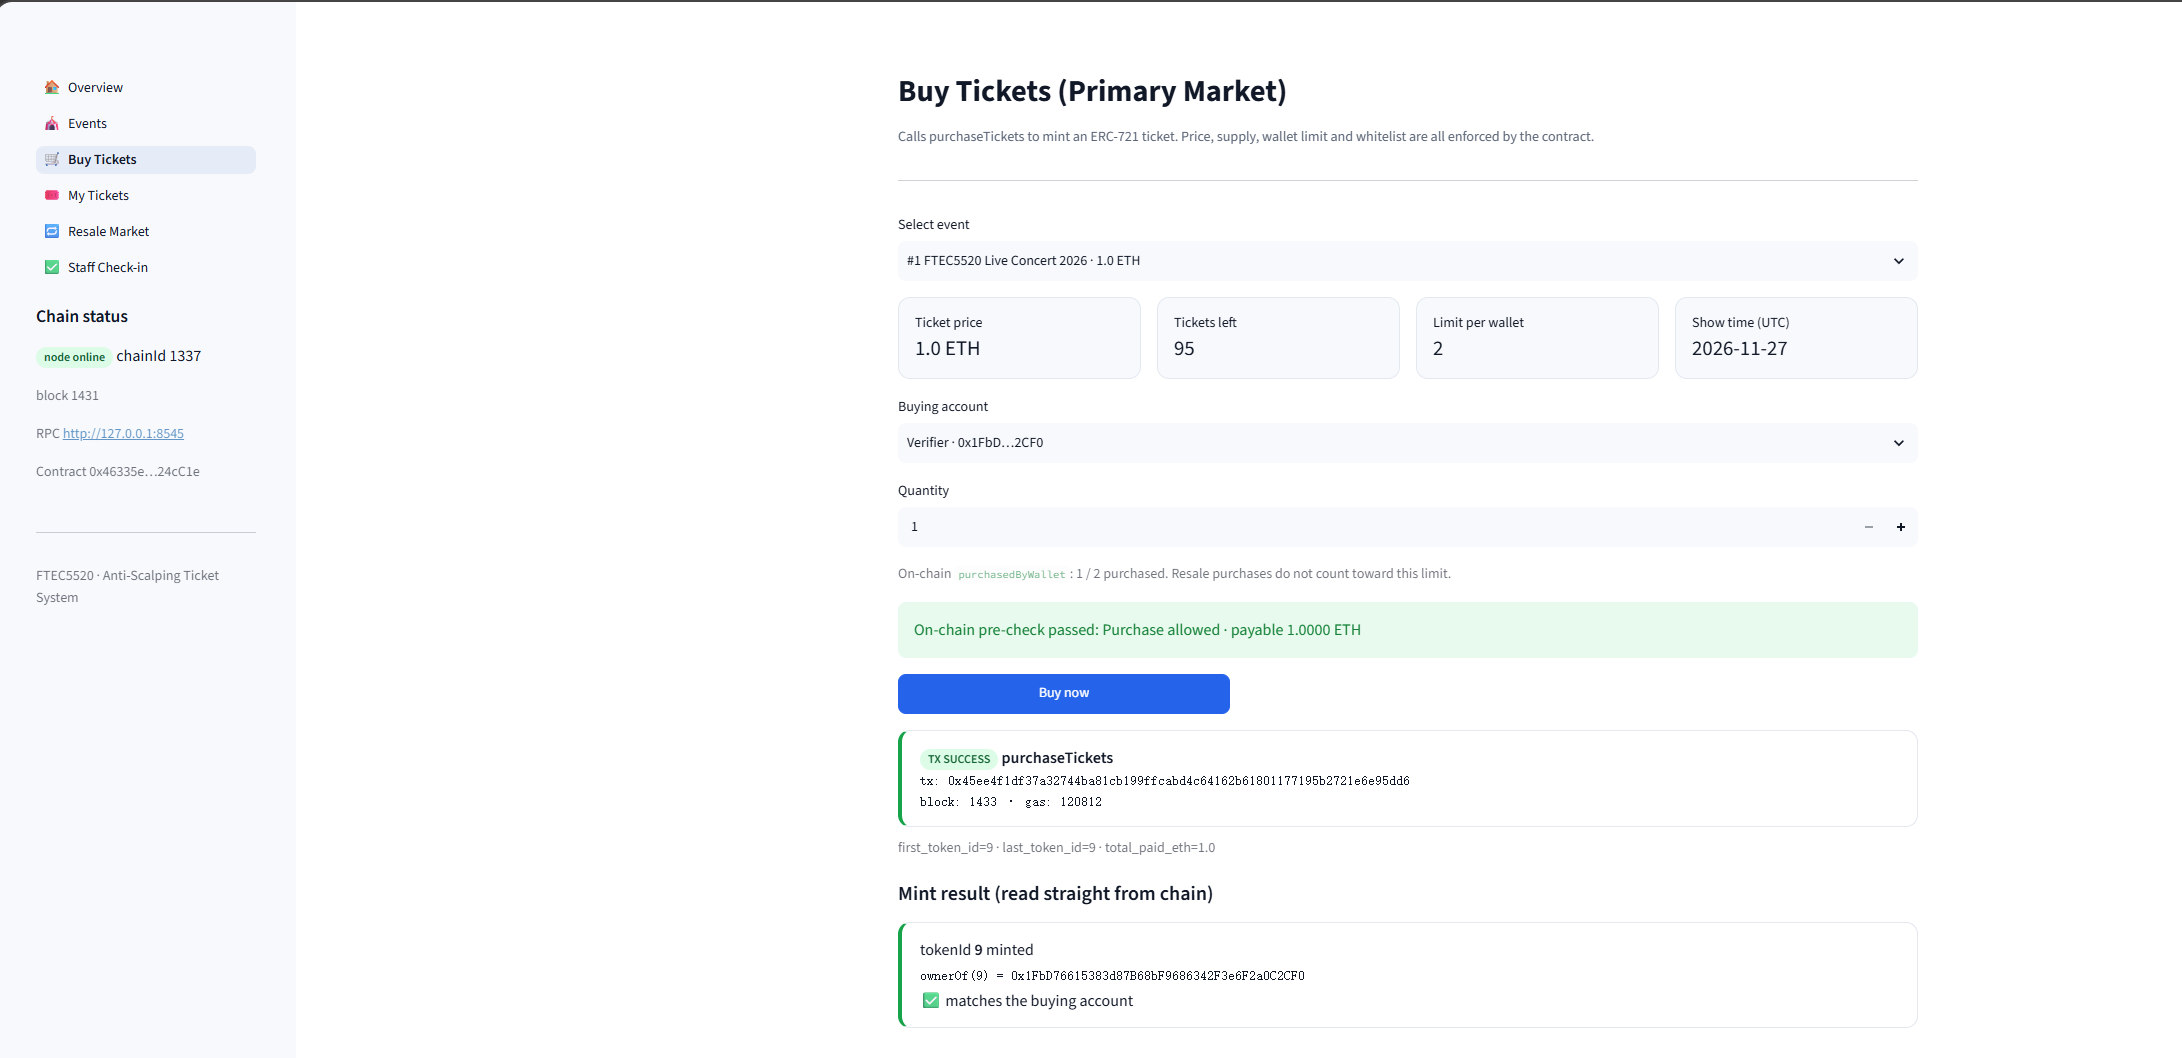 Overview
Events
Buy Tickets
My Tickets
Resale Market
Staff Check-in
Chain status
node online chainId 1337
block 1431
RPC http://127.0.0.1:8545
Contract 0x46335e…24cC1e
FTEC5520 · Anti-Scalping Ticket
System
Buy Tickets (Primary Market)
Calls purchaseTickets to mint an ERC-721 ticket. Price, supply, wallet limit and whitelist are all enforced by the contract.
Select event
#1 FTEC5520 Live Concert 2026 · 1.0 ETH
Ticket price
1.0 ETH
Tickets left
95
Limit per wallet
2
Show time (UTC)
2026-11-27
Buying account
Verifier · 0x1FbD…2CF0
Quantity
1
On-chain purchasedByWallet : 1 / 2 purchased. Resale purchases do not count toward this limit.
On-chain pre-check passed: Purchase allowed · payable 1.0000 ETH
Buy now
TX SUCCESS purchaseTickets
tx: 0x45ee4f1df37a32744ba81cb199ffcabd4c64162b61801177195b2721e6e95dd6
block: 1433 · gas: 120812
first_token_id=9 · last_token_id=9 · total_paid_eth=1.0
Mint result (read straight from chain)
tokenId 9 minted
ownerOf(9) = 0x1FbD76615383d87B68bF9686342F3e6F2a0C2CF0
matches the buying account